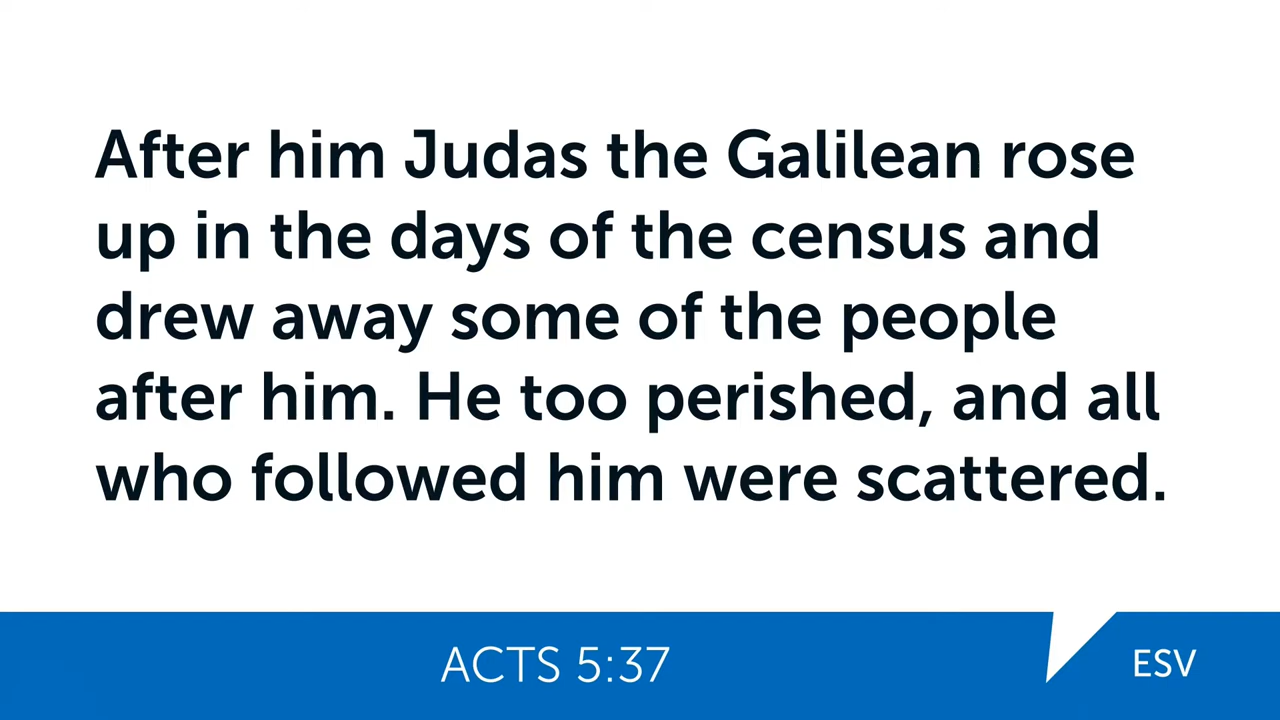 After him Judas the Galilean rose
up in the days of the census and
drew away some of the people
after him. He too perished, and all
who followed him were scattered.
ACTS 5:37
ESV